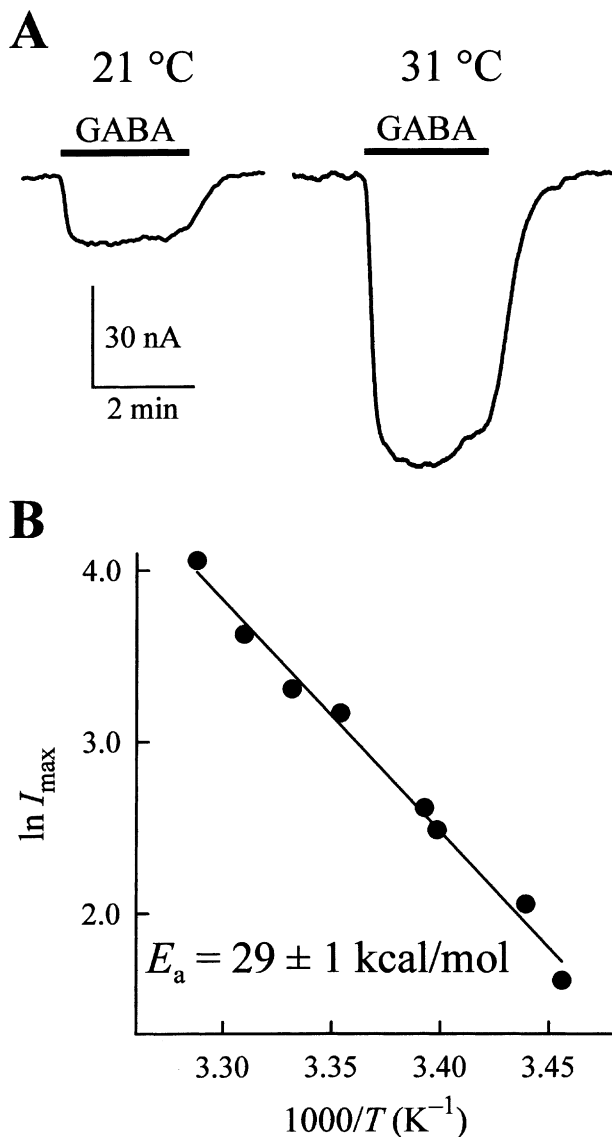 A
21 °C
31 °C
GABA
GABA
30 nA
2 min
B
4.0
3.0
2.0
ln I_max
E_a = 29 ± 1 kcal/mol
3.30 3.35 3.40 3.45
1000/T (K⁻¹)